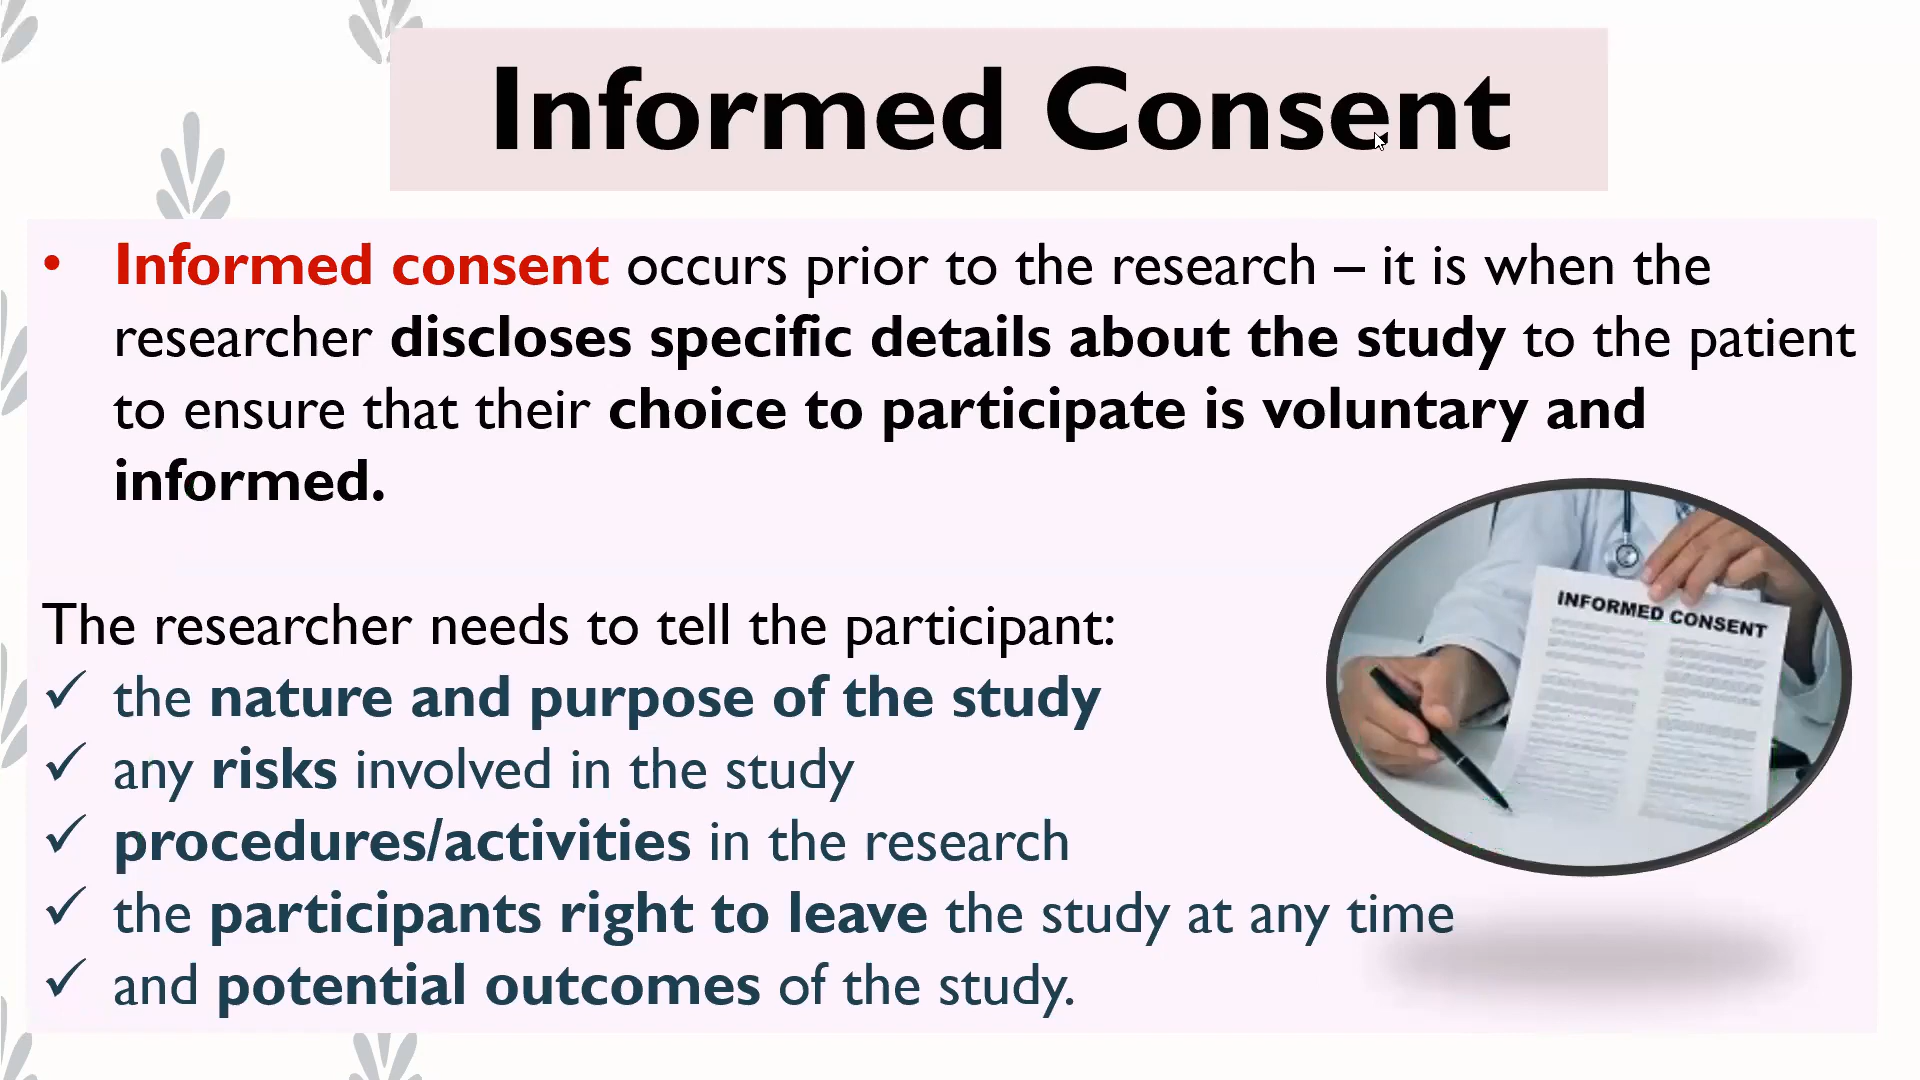 Informed Consent
• Informed consent occurs prior to the research – it is when the
researcher discloses specific details about the study to the patient
to ensure that their choice to participate is voluntary and
informed.
The researcher needs to tell the participant:
✓ the nature and purpose of the study
✓ any risks involved in the study
✓ procedures/activities in the research
✓ the participants right to leave the study at any time
✓ and potential outcomes of the study.
INFORMED CONSENT